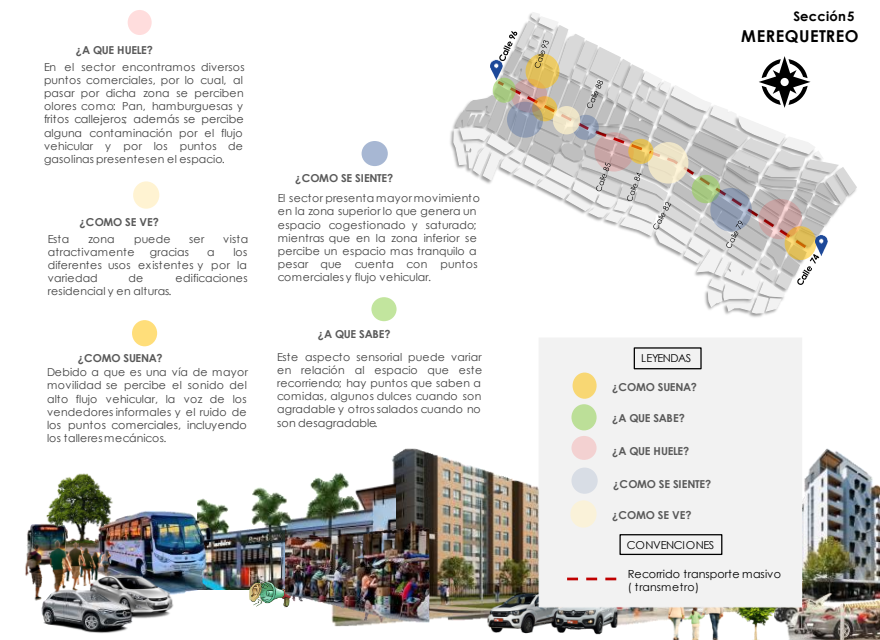 Sección5
MEREQUETREO
¿A QUE HUELE?
En el sector encontramos diversos
puntos comerciales, por lo cual, al
pasar por dicha zona se perciben
olores como: Pan, hamburguesas y
fritos callejeros; además se percibe
alguna contaminación por el flujo
vehicular y por los puntos de
gasolinas presentesen el espacio.
¿COMO SE VE?
Esta zona puede ser vista
atractivamente gracias a los
diferentes usos existentes y por la
variedad de edificaciones
residencial y en alturas.
¿COMO SUENA?
Debido a que es una vía de mayor
movilidad se percibe el sonido del
alto flujo vehicular, la voz de los
vendedores informales y el ruido de
los puntos comerciales, incluyendo
los talleres mecánicos.
¿COMO SE SIENTE?
El sector presenta mayor movimiento
en la zona superior lo que genera un
espacio cogestionado y saturado;
mientras que en la zona inferior se
percibe un espacio mas tranquilo a
pesar que cuenta con puntos
comerciales y flujo vehicular.
¿A QUE SABE?
Este aspecto sensorial puede variar
en relación al espacio que este
recorriendo; hay puntos que saben a
comidas, algunos dulces cuando son
agradable y otros salados cuando no
son desagradable.
Calle 96
Calle 93
Calle 88
Calle 85
Calle 84
Calle 82
Calle 79
Calle 74
LEYENDAS
¿COMO SUENA?
¿A QUE SABE?
¿A QUE HUELE?
¿COMO SE SIENTE?
¿COMO SE VE?
CONVENCIONES
Recorrido transporte masivo
( transmetro)